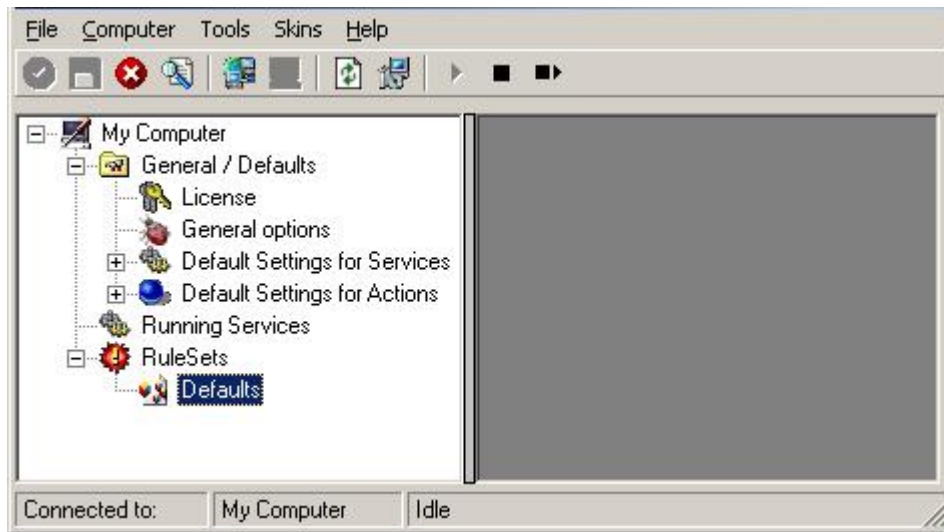 File Computer Tools Skins Help
My Computer
General / Defaults
License
General options
Default Settings for Services
Default Settings for Actions
Running Services
RuleSets
Defaults
Connected to: My Computer Idle